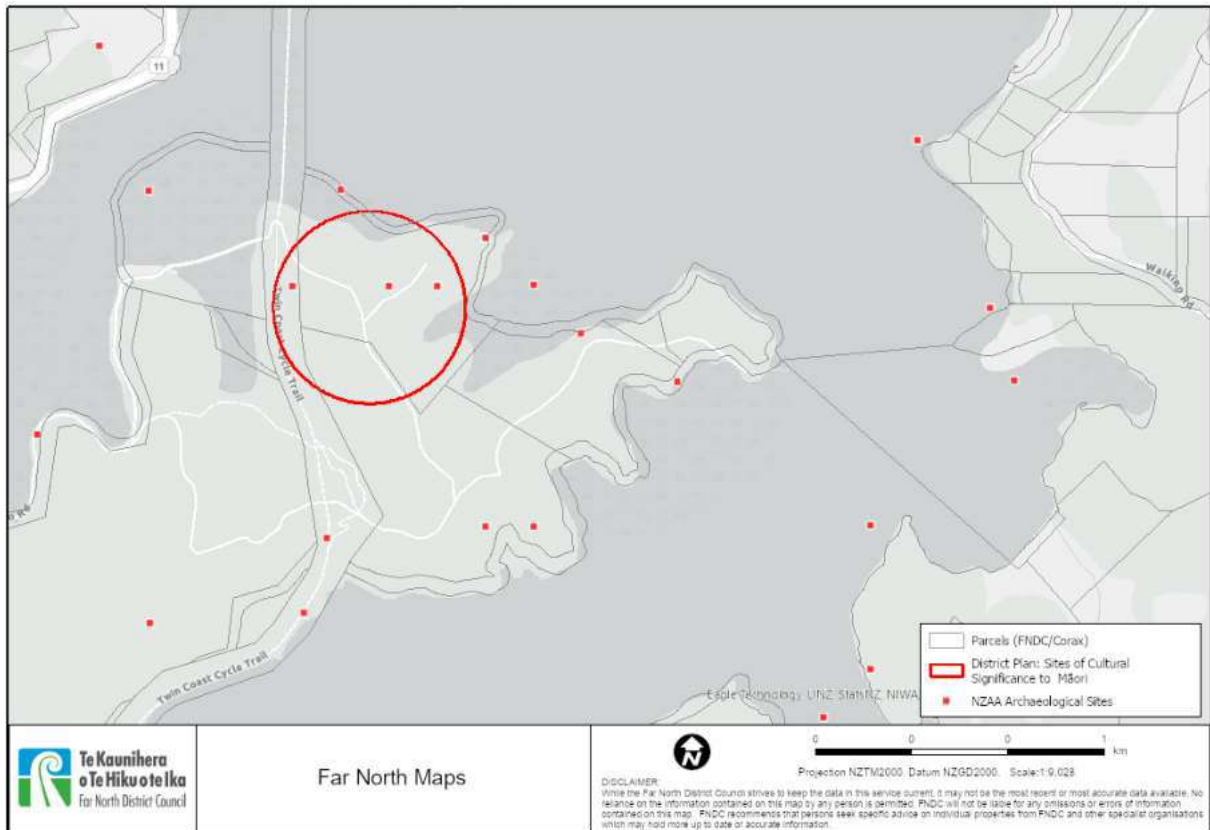 11
Waikino Rd
Twin Coast Cycle Trail
Rd
Twin Coast Cycle Trail
Parcels (FNDC/Corax)
District Plan: Sites of Cultural
Significance to Māori
NZAA Archaeological Sites
Eagle Technology, LINZ, StatsNZ, NIWA,
Te Kaunihera
o Te Hiku o te Ika
Far North District Council
Far North Maps
N
0 0 0 1
km
Projection NZTM2000. Datum NZGD2000. Scale:1:9,028
DISCLAIMER:
While the Far North District Council strives to keep the data in this service current, it may not be the most recent or most accurate data available. No
reliance on the information contained on this map by any person is permitted. FNDC will not be liable for any omissions or errors of information
contained on this map. FNDC recommends that persons seek specific advice on individual properties from FNDC and other specialist organisations
which may hold more up to date or accurate information.